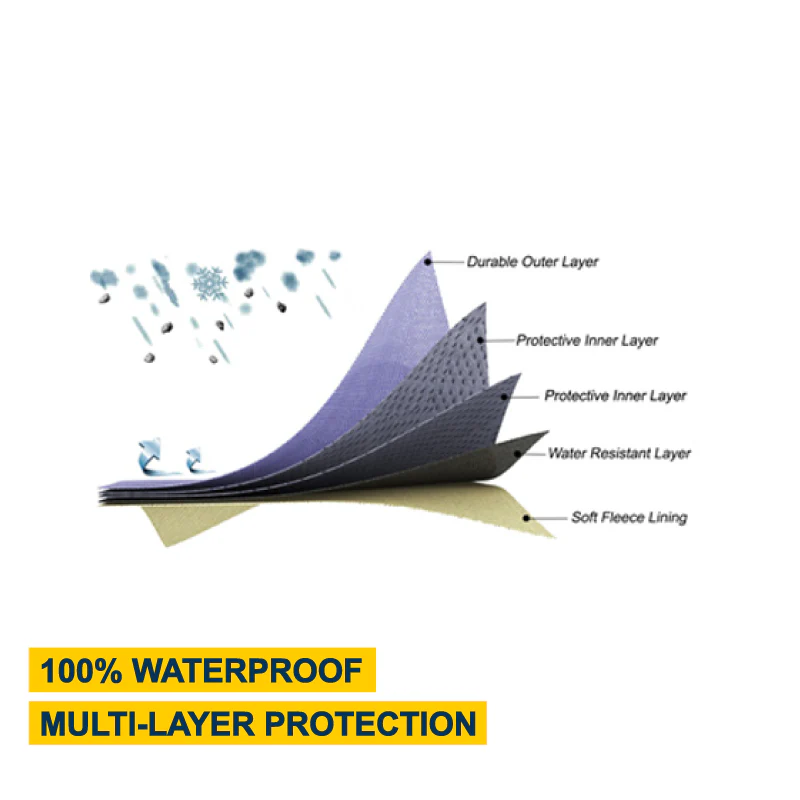 Durable Outer Layer
Protective Inner Layer
Protective Inner Layer
Water Resistant Layer
Soft Fleece Lining
100% WATERPROOF
MULTI-LAYER PROTECTION